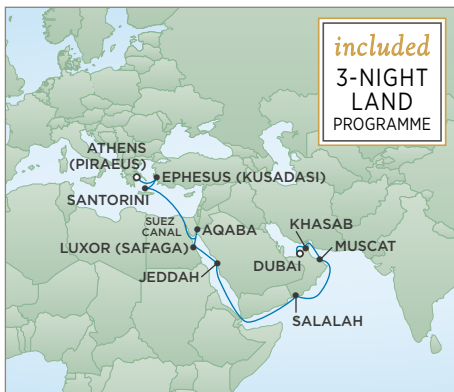 included
3-NIGHT
LAND
PROGRAMME
ATHENS
(PIRAEUS)
EPHESUS (KUSADASI)
SANTORINI
SUEZ
CANAL
AQABA
LUXOR (SAFAGA)
JEDDAH
KHASAB
MUSCAT
DUBAI
SALALAH